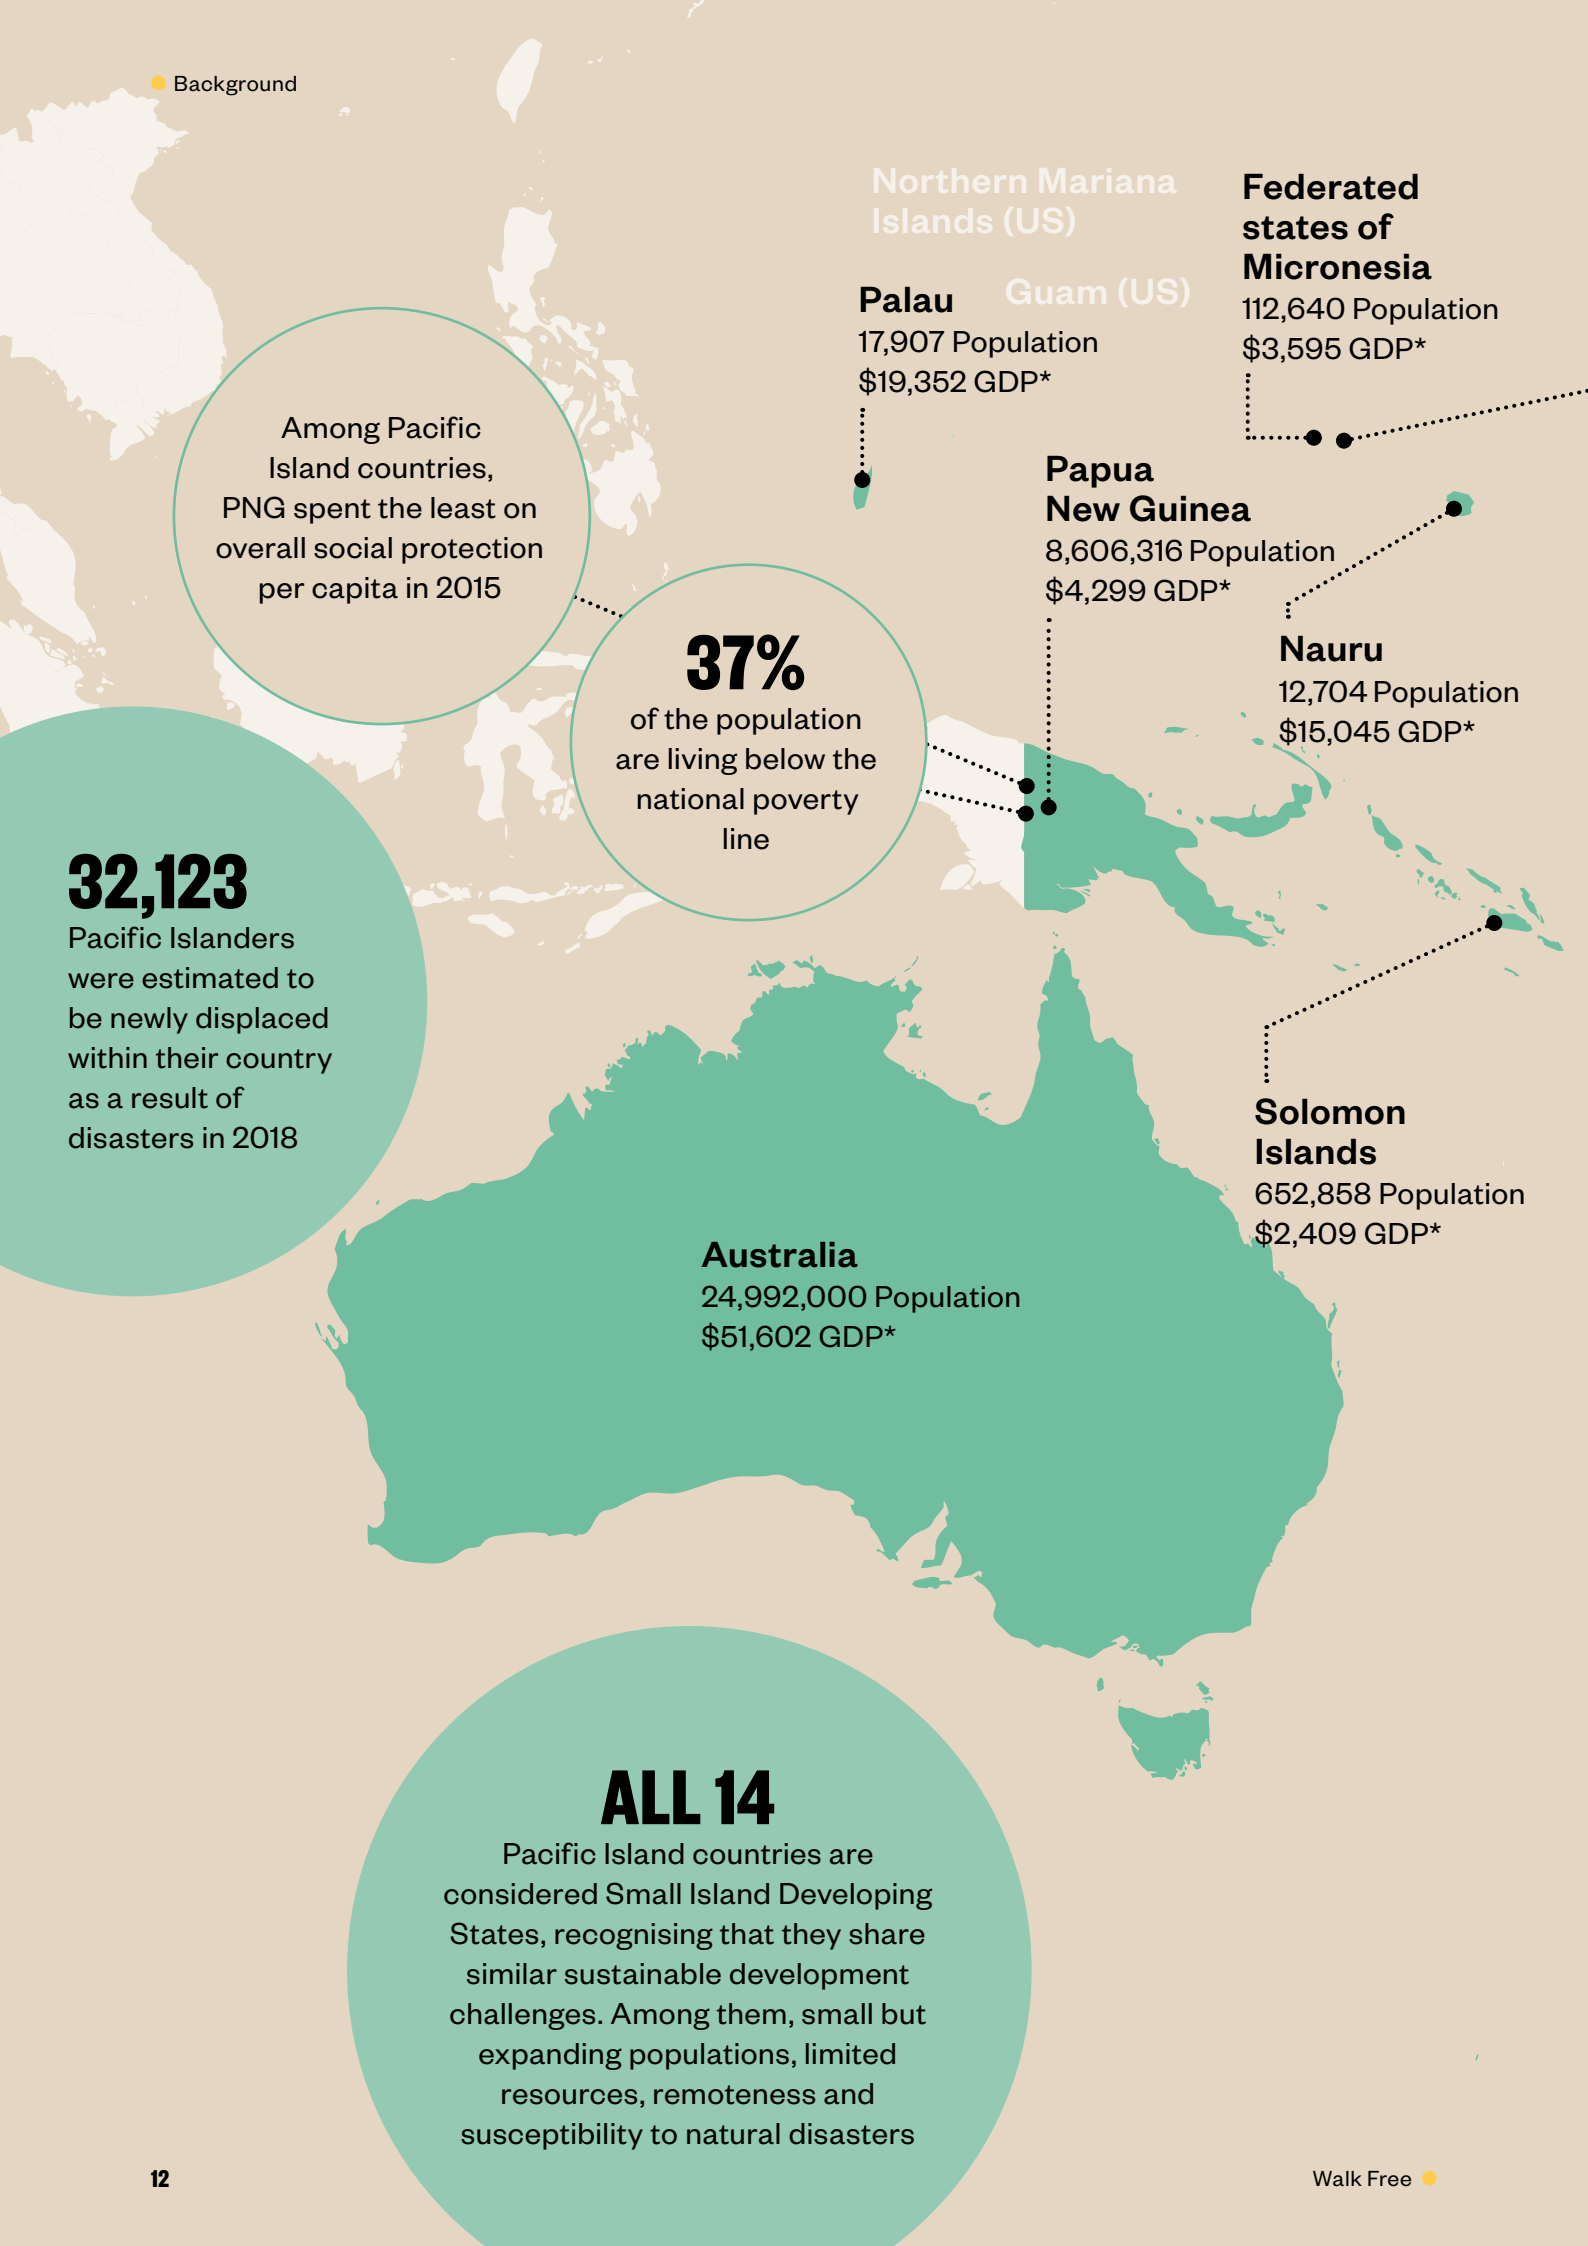 Background
Northern Mariana
Islands (US)
Guam (US)
Federated
states of
Micronesia
112,640 Population
$3,595 GDP*
Palau
17,907 Population
$19,352 GDP*
Among Pacific
Island countries,
PNG spent the least on
overall social protection
per capita in 2015
Papua
New Guinea
8,606,316 Population
$4,299 GDP*
37%
of the population
are living below the
national poverty
line
Nauru
12,704 Population
$15,045 GDP*
32,123
Pacific Islanders
were estimated to
be newly displaced
within their country
as a result of
disasters in 2018
Solomon
Islands
652,858 Population
$2,409 GDP*
Australia
24,992,000 Population
$51,602 GDP*
ALL 14
Pacific Island countries are
considered Small Island Developing
States, recognising that they share
similar sustainable development
challenges. Among them, small but
expanding populations, limited
resources, remoteness and
susceptibility to natural disasters
12
Walk Free